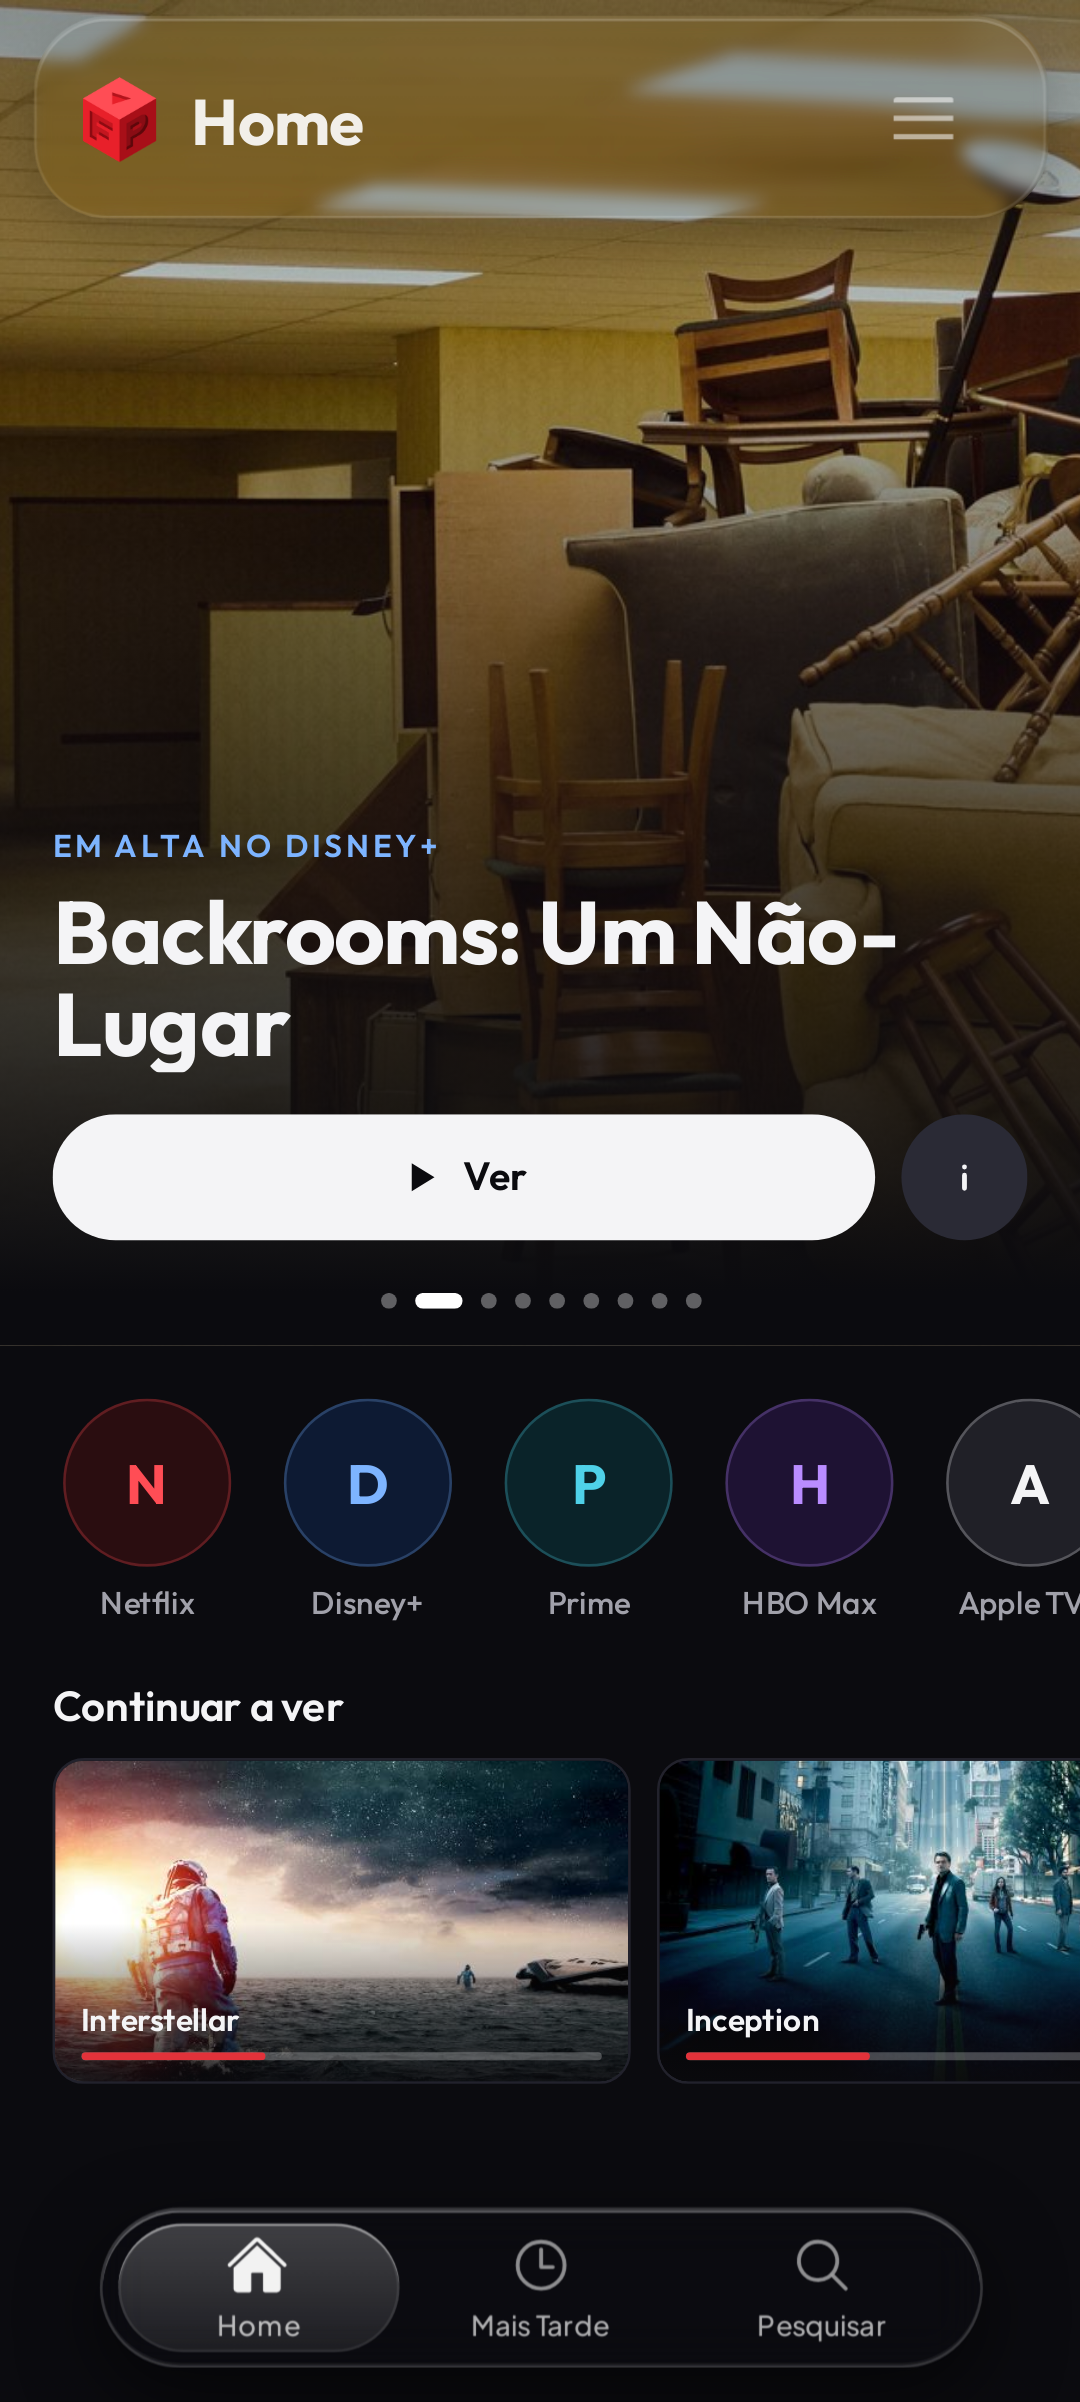 Home
EM ALTA NO DISNEY+
Backrooms: Um Não-
Lugar
Ver
i
N
D
P
H
A
Netflix
Disney+
Prime
HBO Max
Apple TV
Continuar a ver
Interstellar
Inception
Home
Mais Tarde
Pesquisar